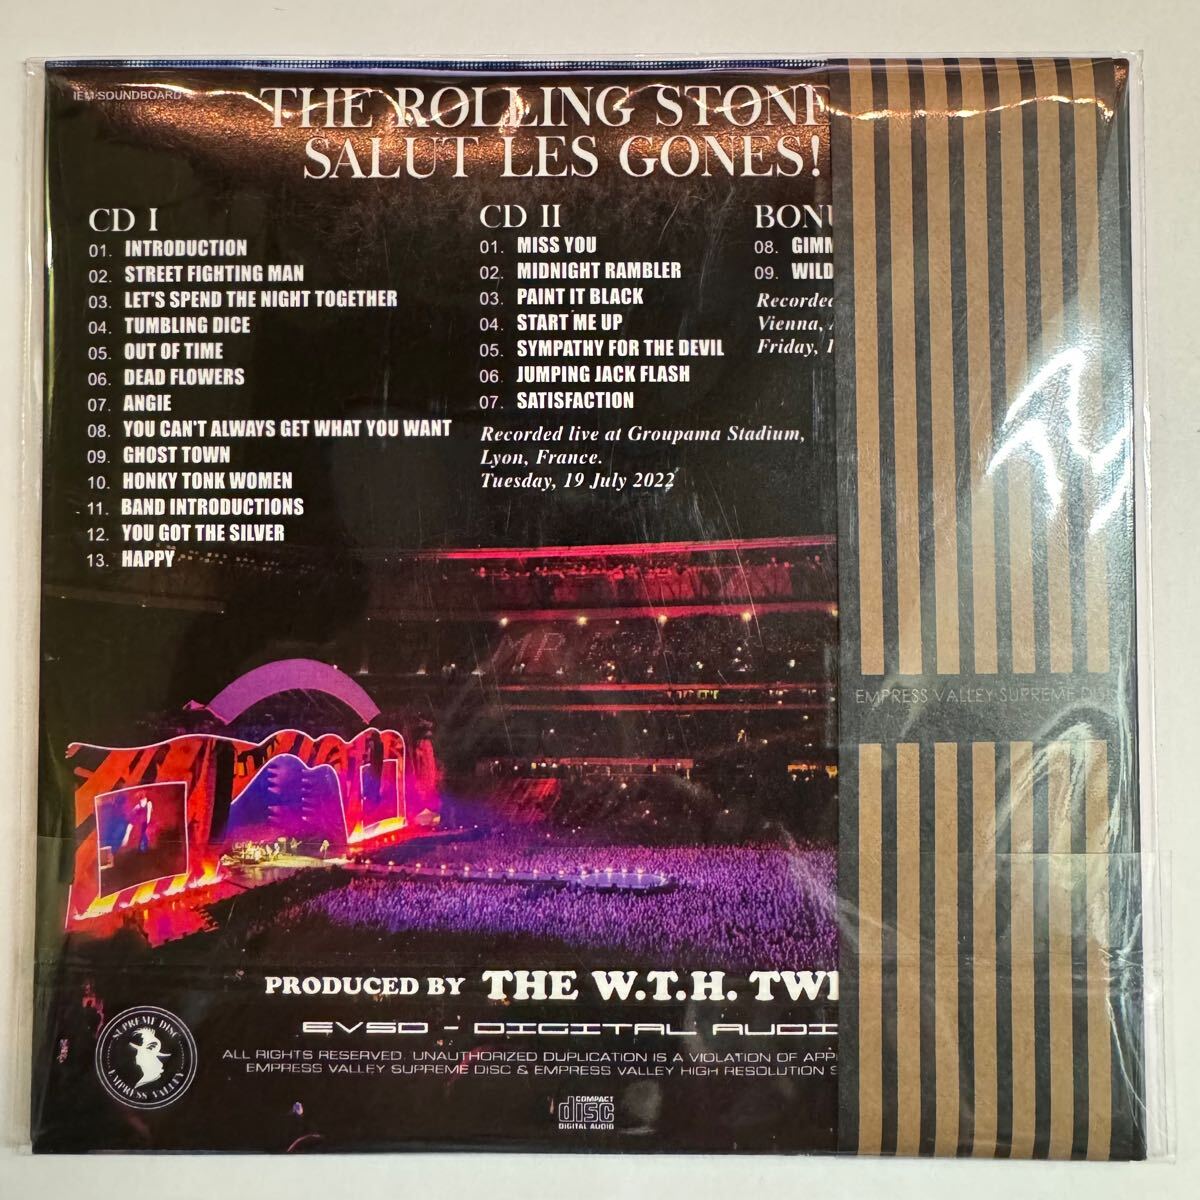 IEM SOUNDBOARD
THE ROLLING STONE
SALUT LES GONES!
CD I
01. INTRODUCTION
02. STREET FIGHTING MAN
03. LET'S SPEND THE NIGHT TOGETHER
04. TUMBLING DICE
05. OUT OF TIME
06. DEAD FLOWERS
07. ANGIE
08. YOU CAN'T ALWAYS GET WHAT YOU WANT
09. GHOST TOWN
10. HONKY TONK WOMEN
11. BAND INTRODUCTIONS
12. YOU GOT THE SILVER
13. HAPPY
CD II
01. MISS YOU
02. MIDNIGHT RAMBLER
03. PAINT IT BLACK
04. START ME UP
05. SYMPATHY FOR THE DEVIL
06. JUMPING JACK FLASH
07. SATISFACTION
Recorded live at Groupama Stadium,
Lyon, France.
Tuesday, 19 July 2022
BONU
08. GIMM
09. WILD
Recorded
Vienna,
Friday, 1
EMPRESS VALLEY SUPREME DISC
PRODUCED BY THE W.T.H. TWI
EVSD - DIGITAL AUDI
ALL RIGHTS RESERVED. UNAUTHORIZED DUPLICATION IS A VIOLATION OF APP
EMPRESS VALLEY SUPREME DISC & EMPRESS VALLEY HIGH RESOLUTION S
SUPREME DISC
EMPRESS VALLEY
COMPACT
disc
DIGITAL AUDIO